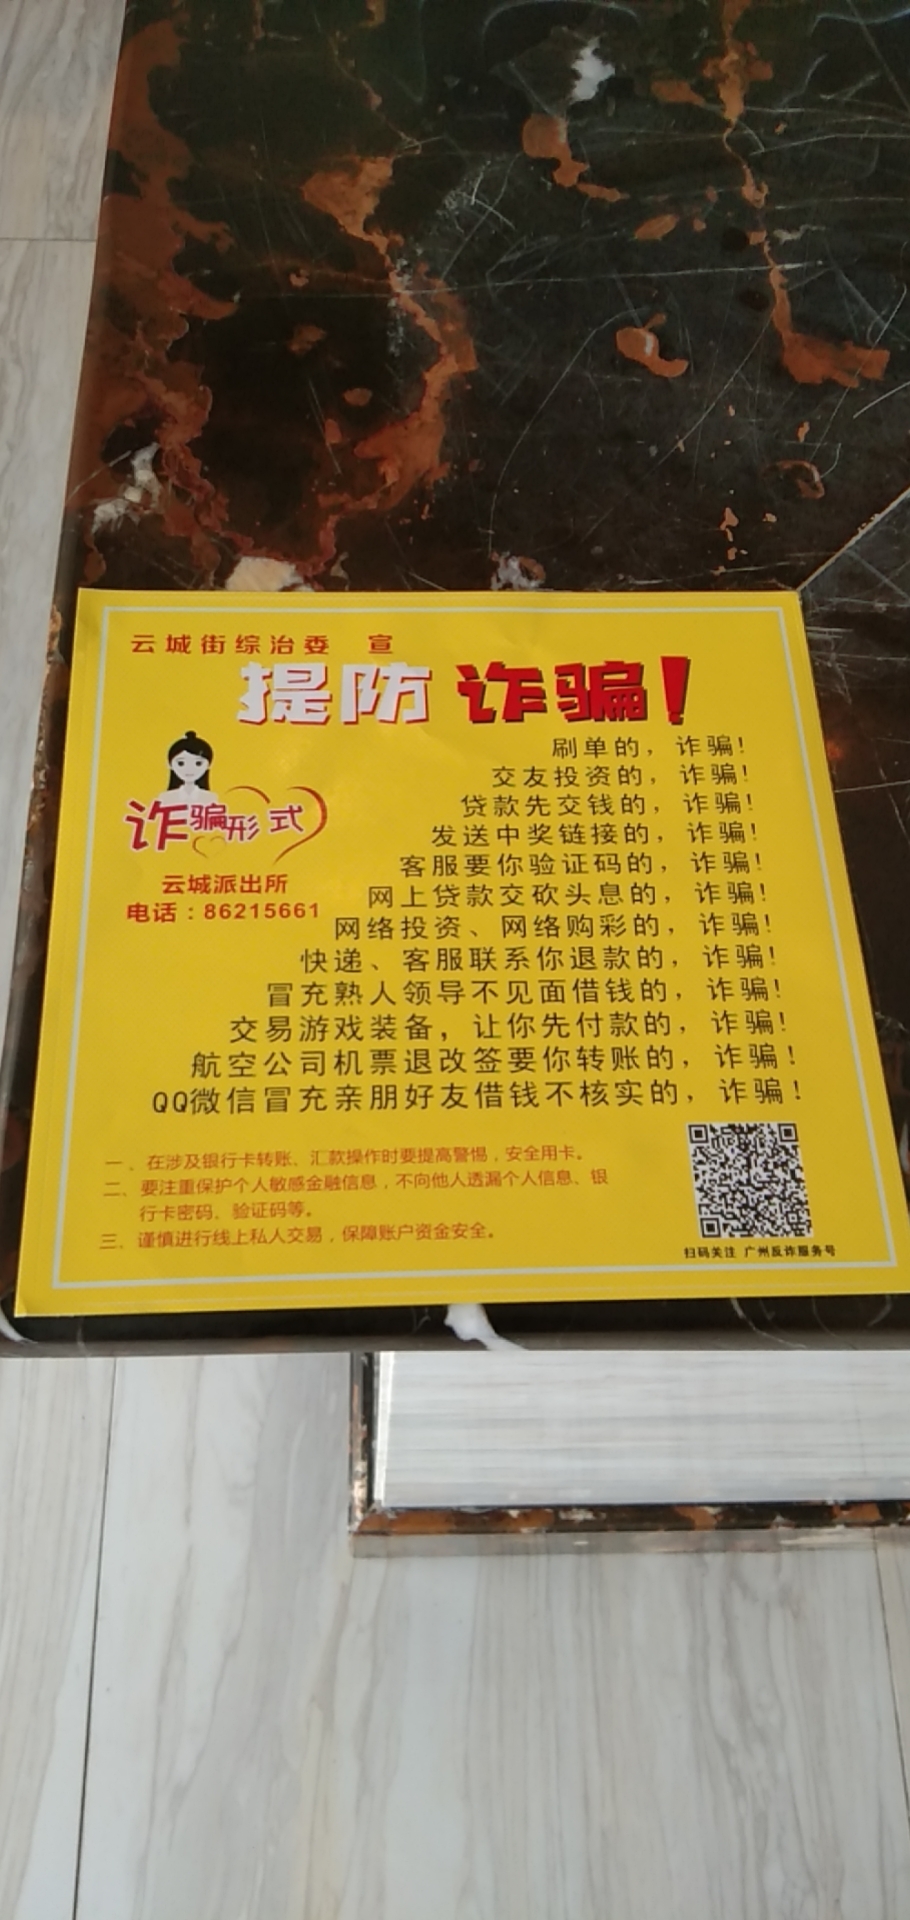 云城街综治委 宣
提防 诈骗！
诈骗形式
云城派出所
电话：86215661
刷单的，诈骗！
交友投资的，诈骗！
贷款先交钱的，诈骗！
发送中奖链接的，诈骗！
客服要你验证码的，诈骗！
网上贷款交砍头息的，诈骗！
网络投资、网络购彩的，诈骗！
快递、客服联系你退款的，诈骗！
冒充熟人领导不见面借钱的，诈骗！
交易游戏装备，让你先付款的，诈骗！
航空公司机票退改签要你转账的，诈骗！
QQ微信冒充亲朋好友借钱不核实的，诈骗！
一、在涉及银行卡转账、汇款操作时要提高警惕，安全用卡。
二、要注重保护个人敏感金融信息，不向他人透漏个人信息、银
行卡密码、验证码等。
三、谨慎进行线上私人交易，保障账户资金安全。
扫码关注 广州反诈服务号